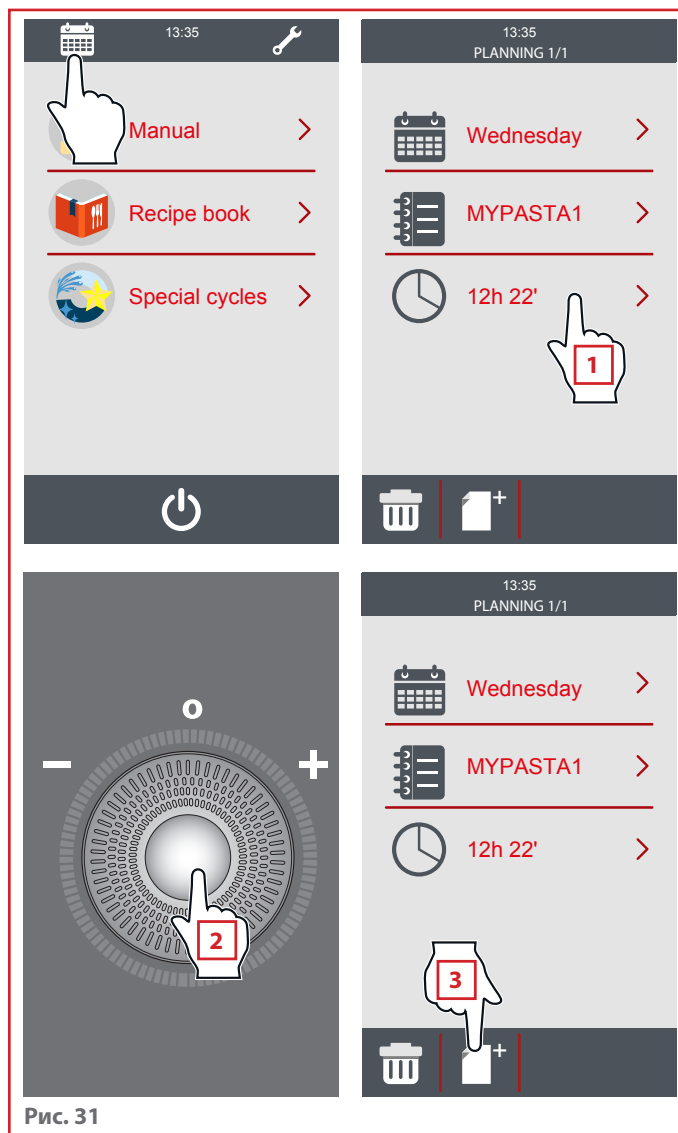 13:35
Manual
Recipe book
Special cycles
13:35
PLANNING 1/1
Wednesday
MYPASTA1
12h 22'
1
+
o
− +
2
13:35
PLANNING 1/1
Wednesday
MYPASTA1
12h 22'
3
+
Рис. 31